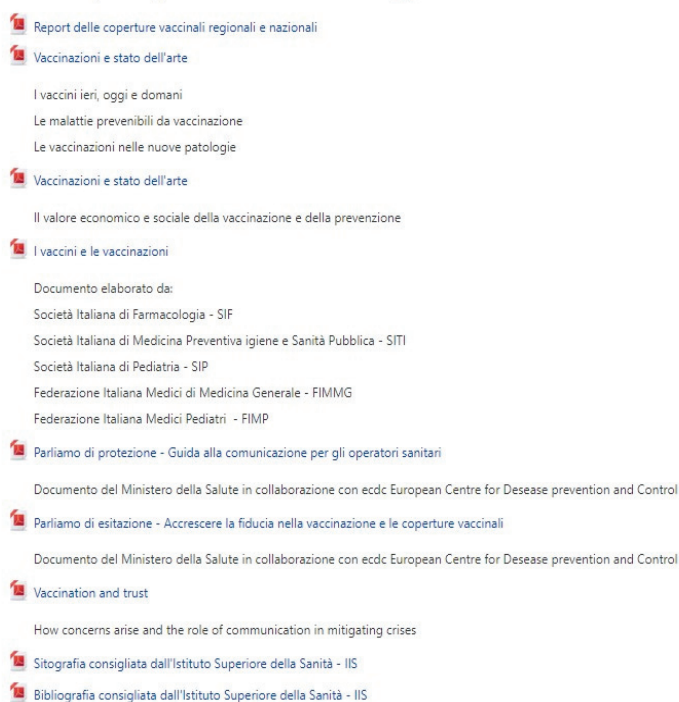 Report delle coperture vaccinali regionali e nazionali
Vaccinazioni e stato dell'arte
I vaccini ieri, oggi e domani
Le malattie prevenibili da vaccinazione
Le vaccinazioni nelle nuove patologie
Vaccinazioni e stato dell'arte
Il valore economico e sociale della vaccinazione e della prevenzione
I vaccini e le vaccinazioni
Documento elaborato da:
Società Italiana di Farmacologia - SIF
Società Italiana di Medicina Preventiva igiene e Sanità Pubblica - SITI
Società Italiana di Pediatria - SIP
Federazione Italiana Medici di Medicina Generale - FIMMG
Federazione Italiana Medici Pediatri - FIMP
Parliamo di protezione - Guida alla comunicazione per gli operatori sanitari
Documento del Ministero della Salute in collaborazione con ecdc European Centre for Desease prevention and Control
Parliamo di esitazione - Accrescere la fiducia nella vaccinazione e le coperture vaccinali
Documento del Ministero della Salute in collaborazione con ecdc European Centre for Desease prevention and Control
Vaccination and trust
How concerns arise and the role of communication in mitigating crises
Sitografia consigliata dall'Istituto Superiore della Sanità - IIS
Bibliografia consigliata dall'Istituto Superiore della Sanità - IIS